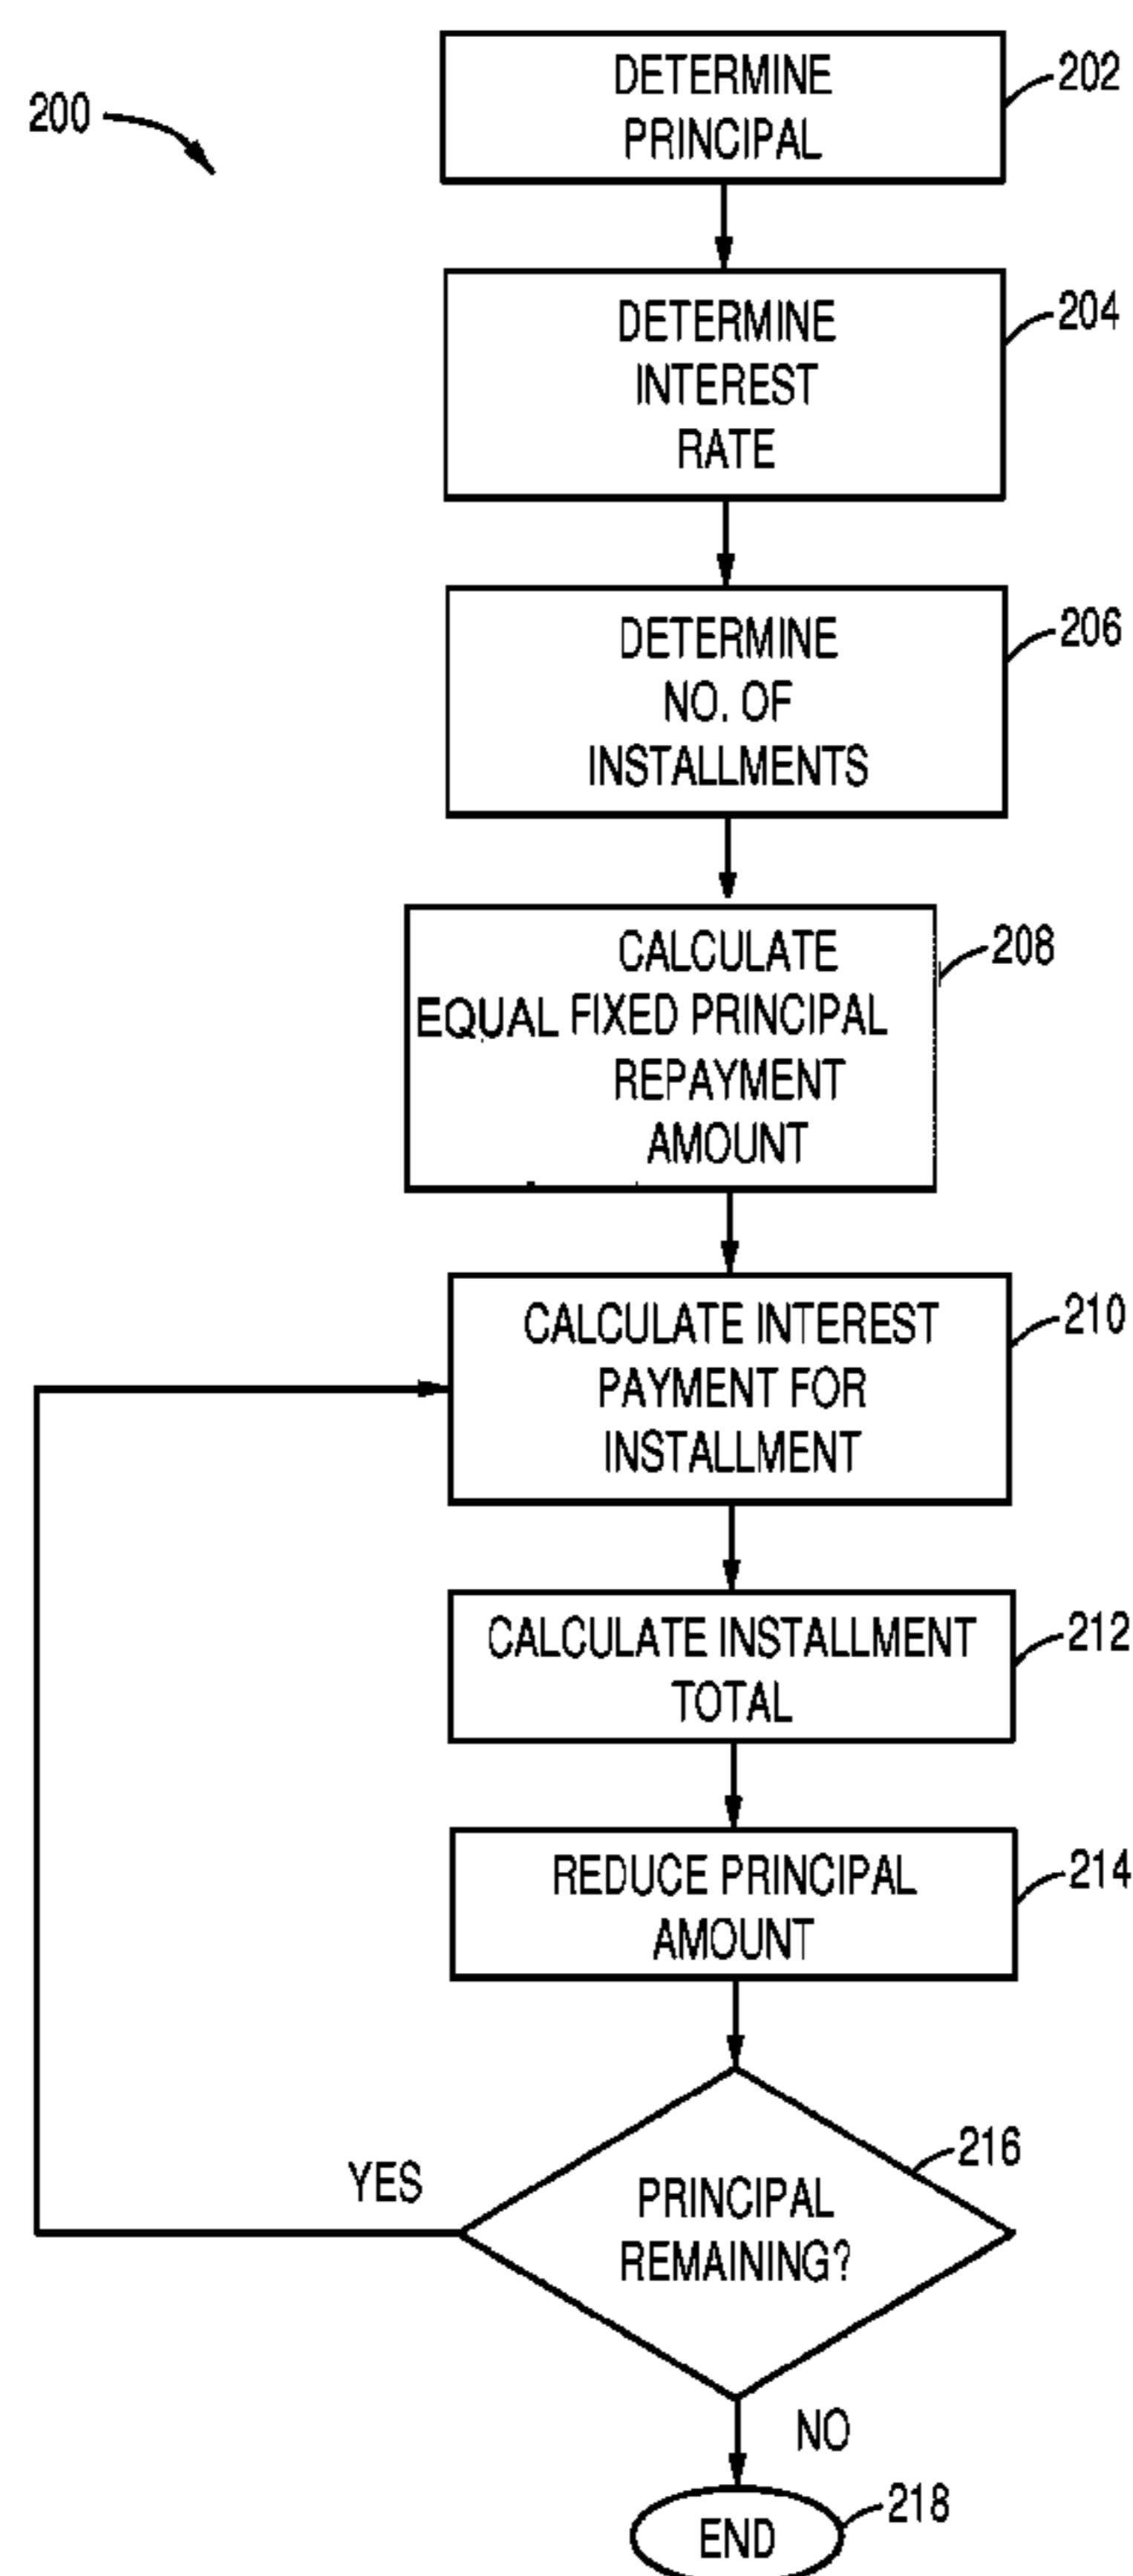 200
DETERMINE
PRINCIPAL
202
DETERMINE
INTEREST
RATE
204
DETERMINE
NO. OF
INSTALLMENTS
206
CALCULATE
EQUAL FIXED PRINCIPAL
REPAYMENT
AMOUNT
208
CALCULATE INTEREST
PAYMENT FOR
INSTALLMENT
210
CALCULATE INSTALLMENT
TOTAL
212
REDUCE PRINCIPAL
AMOUNT
214
PRINCIPAL
REMAINING?
216
YES
NO
END
218